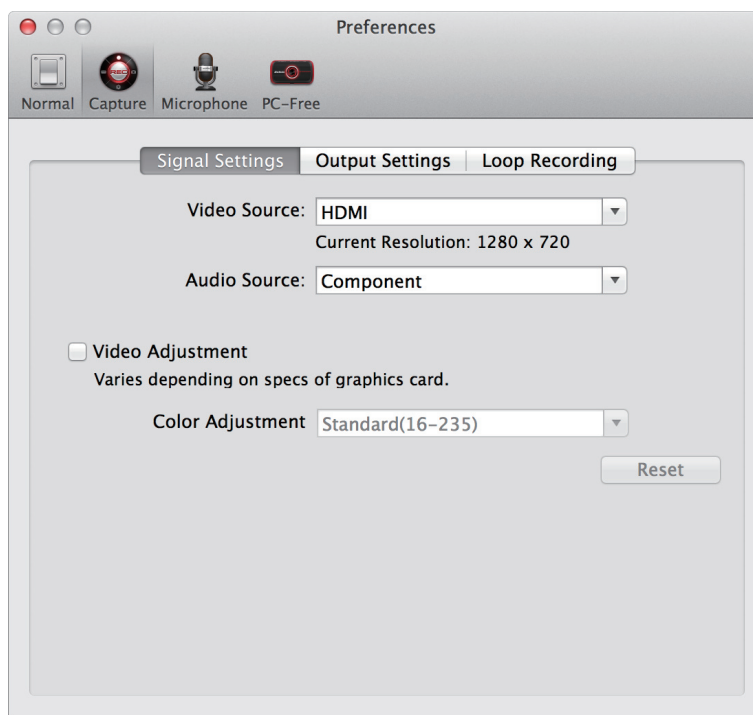 Preferences
Normal Capture Microphone PC-Free
Signal Settings Output Settings Loop Recording
Video Source: HDMI
Current Resolution: 1280 x 720
Audio Source: Component
Video Adjustment
Varies depending on specs of graphics card.
Color Adjustment Standard(16-235)
Reset